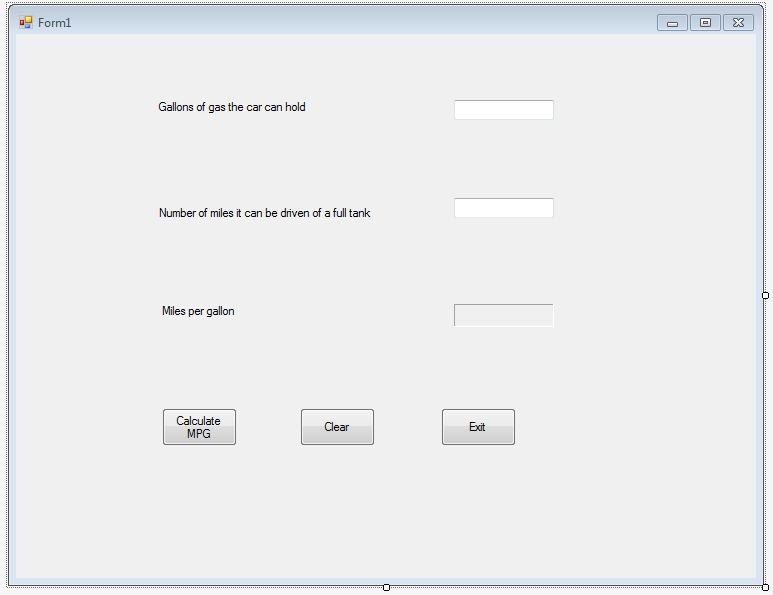 Form1
Gallons of gas the car can hold
Number of miles it can be driven of a full tank
Miles per gallon
Calculate
MPG
Clear
Exit